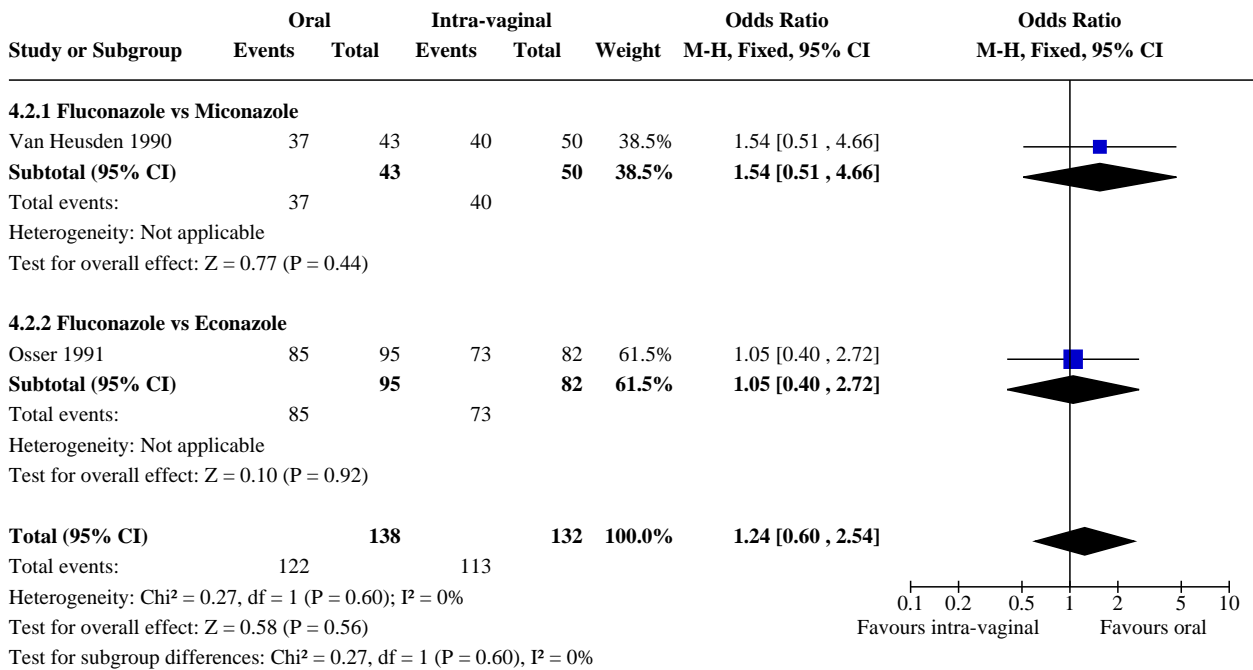 Oral Intra-vaginal Odds Ratio Odds Ratio
Study or Subgroup Events Total Events Total Weight M-H, Fixed, 95% CI M-H, Fixed, 95% CI
4.2.1 Fluconazole vs Miconazole
Van Heusden 1990 37 43 40 50 38.5% 1.54 [0.51 , 4.66]
Subtotal (95% CI) 43 50 38.5% 1.54 [0.51 , 4.66]
Total events: 37 40
Heterogeneity: Not applicable
Test for overall effect: Z = 0.77 (P = 0.44)
4.2.2 Fluconazole vs Econazole
Osser 1991 85 95 73 82 61.5% 1.05 [0.40 , 2.72]
Subtotal (95% CI) 95 82 61.5% 1.05 [0.40 , 2.72]
Total events: 85 73
Heterogeneity: Not applicable
Test for overall effect: Z = 0.10 (P = 0.92)
Total (95% CI) 138 132 100.0% 1.24 [0.60 , 2.54]
Total events: 122 113
Heterogeneity: Chi² = 0.27, df = 1 (P = 0.60); I² = 0%
0.1 0.2 0.5 1 2 5 10
Test for overall effect: Z = 0.58 (P = 0.56)
Favours intra-vaginal Favours oral
Test for subgroup differences: Chi² = 0.27, df = 1 (P = 0.60), I² = 0%